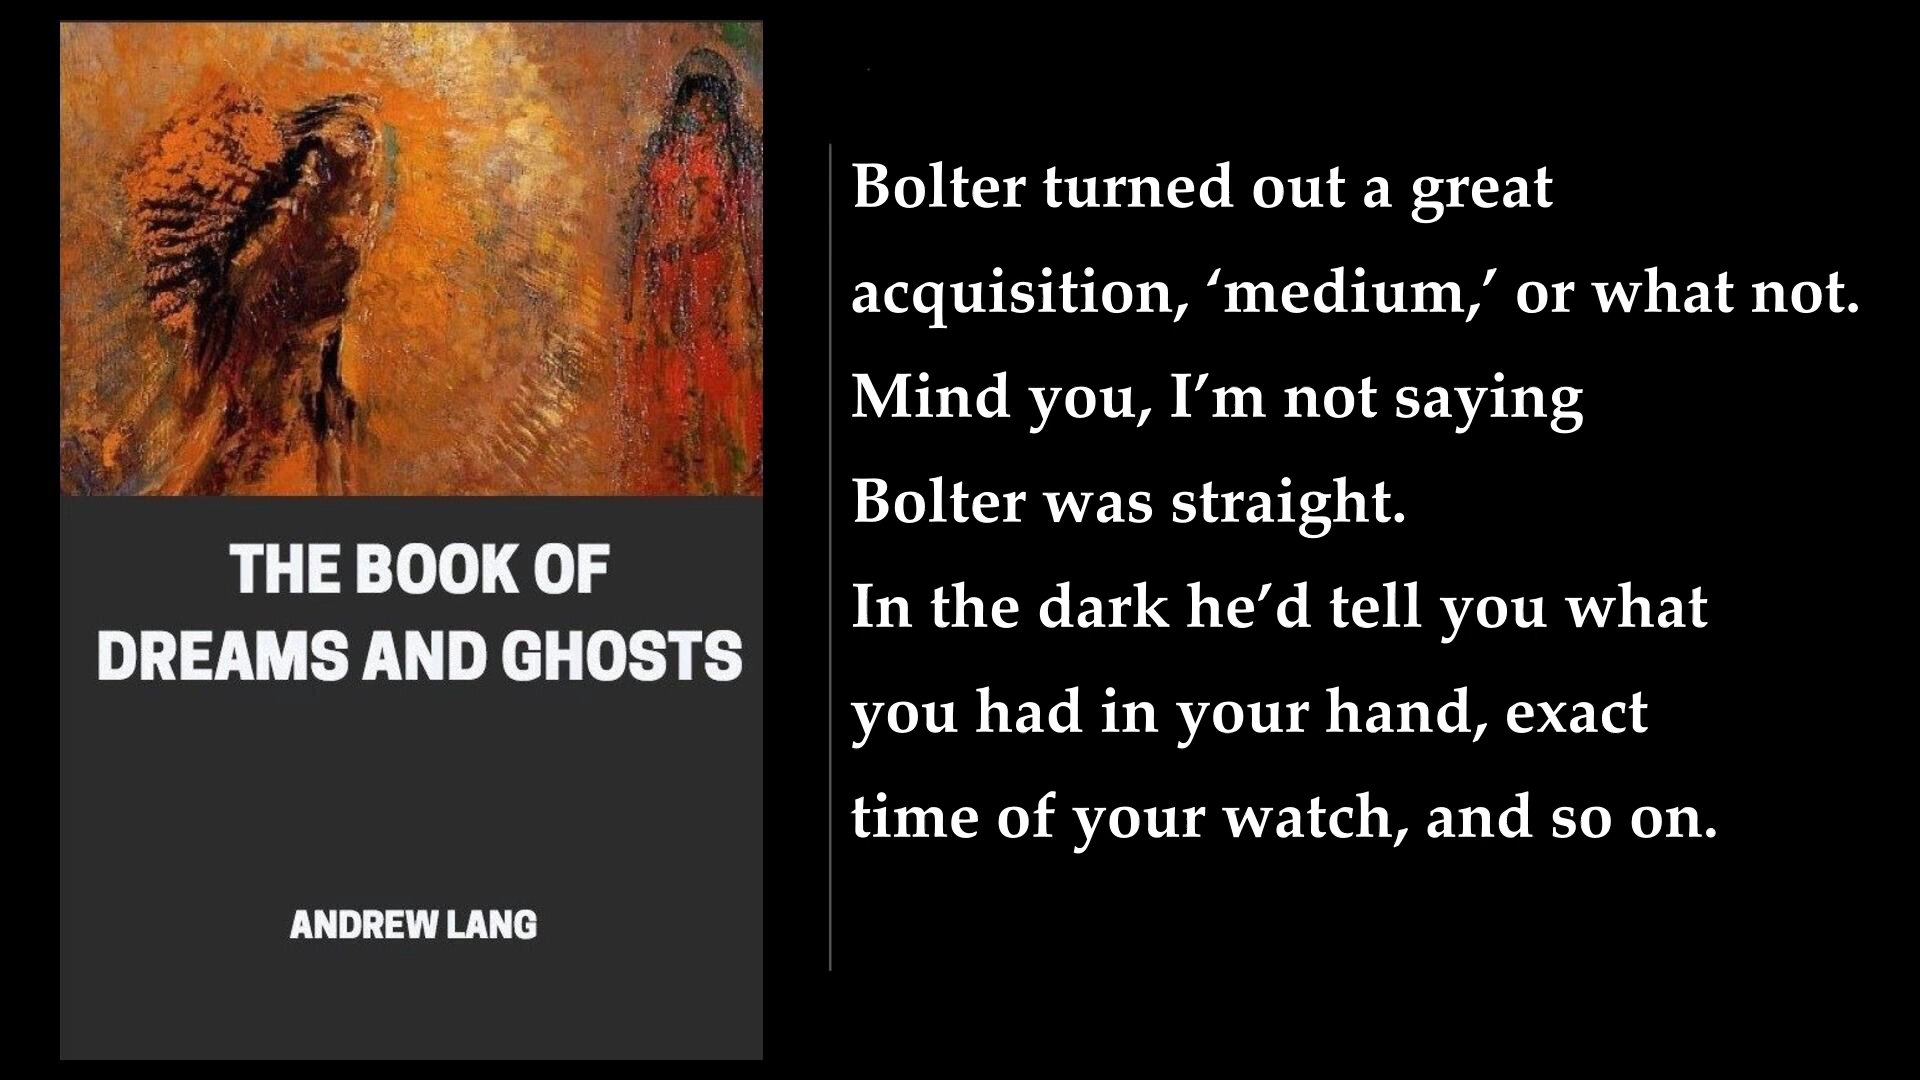 THE BOOK OF
DREAMS AND GHOSTS
ANDREW LANG
Bolter turned out a great
acquisition, ‘medium,’ or what not.
Mind you, I’m not saying
Bolter was straight.
In the dark he’d tell you what
you had in your hand, exact
time of your watch, and so on.